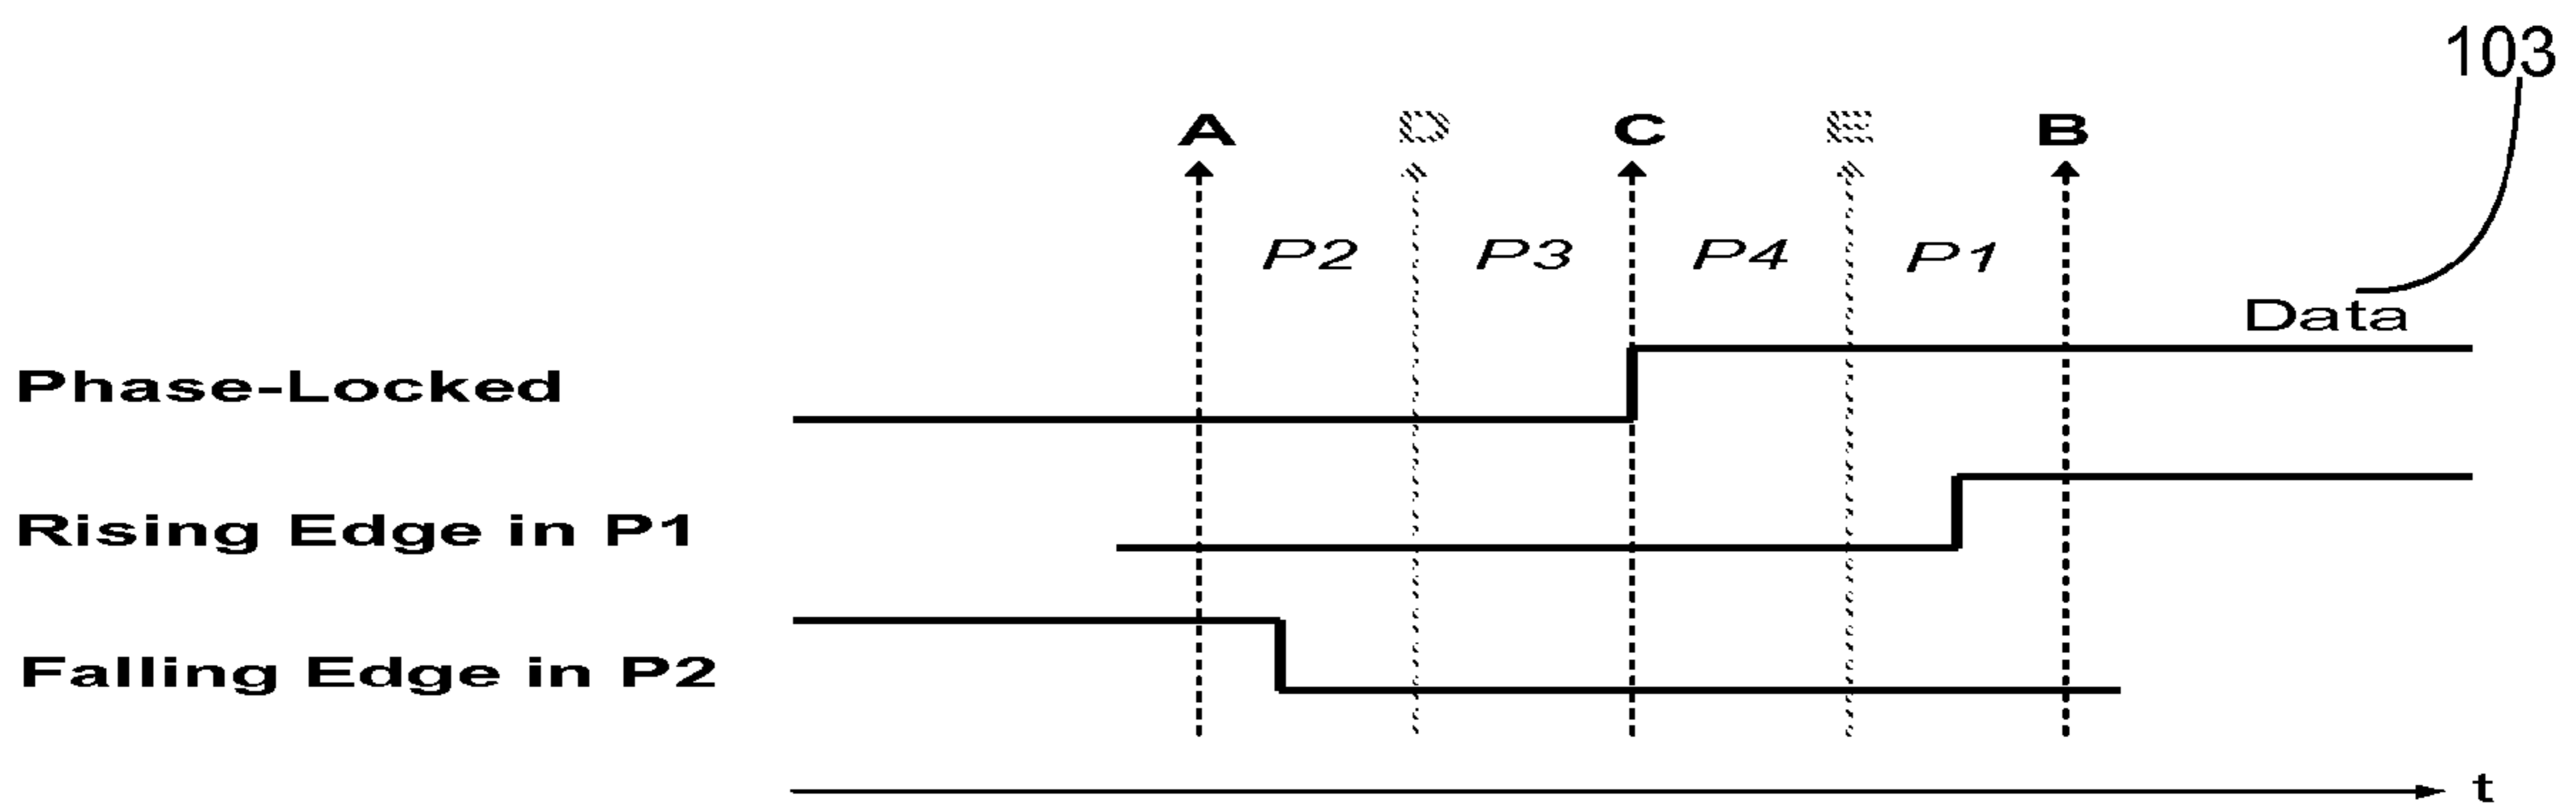 103
A D C E B
P2 P3 P4 P1
Data
Phase-Locked
Rising Edge in P1
Falling Edge in P2
t